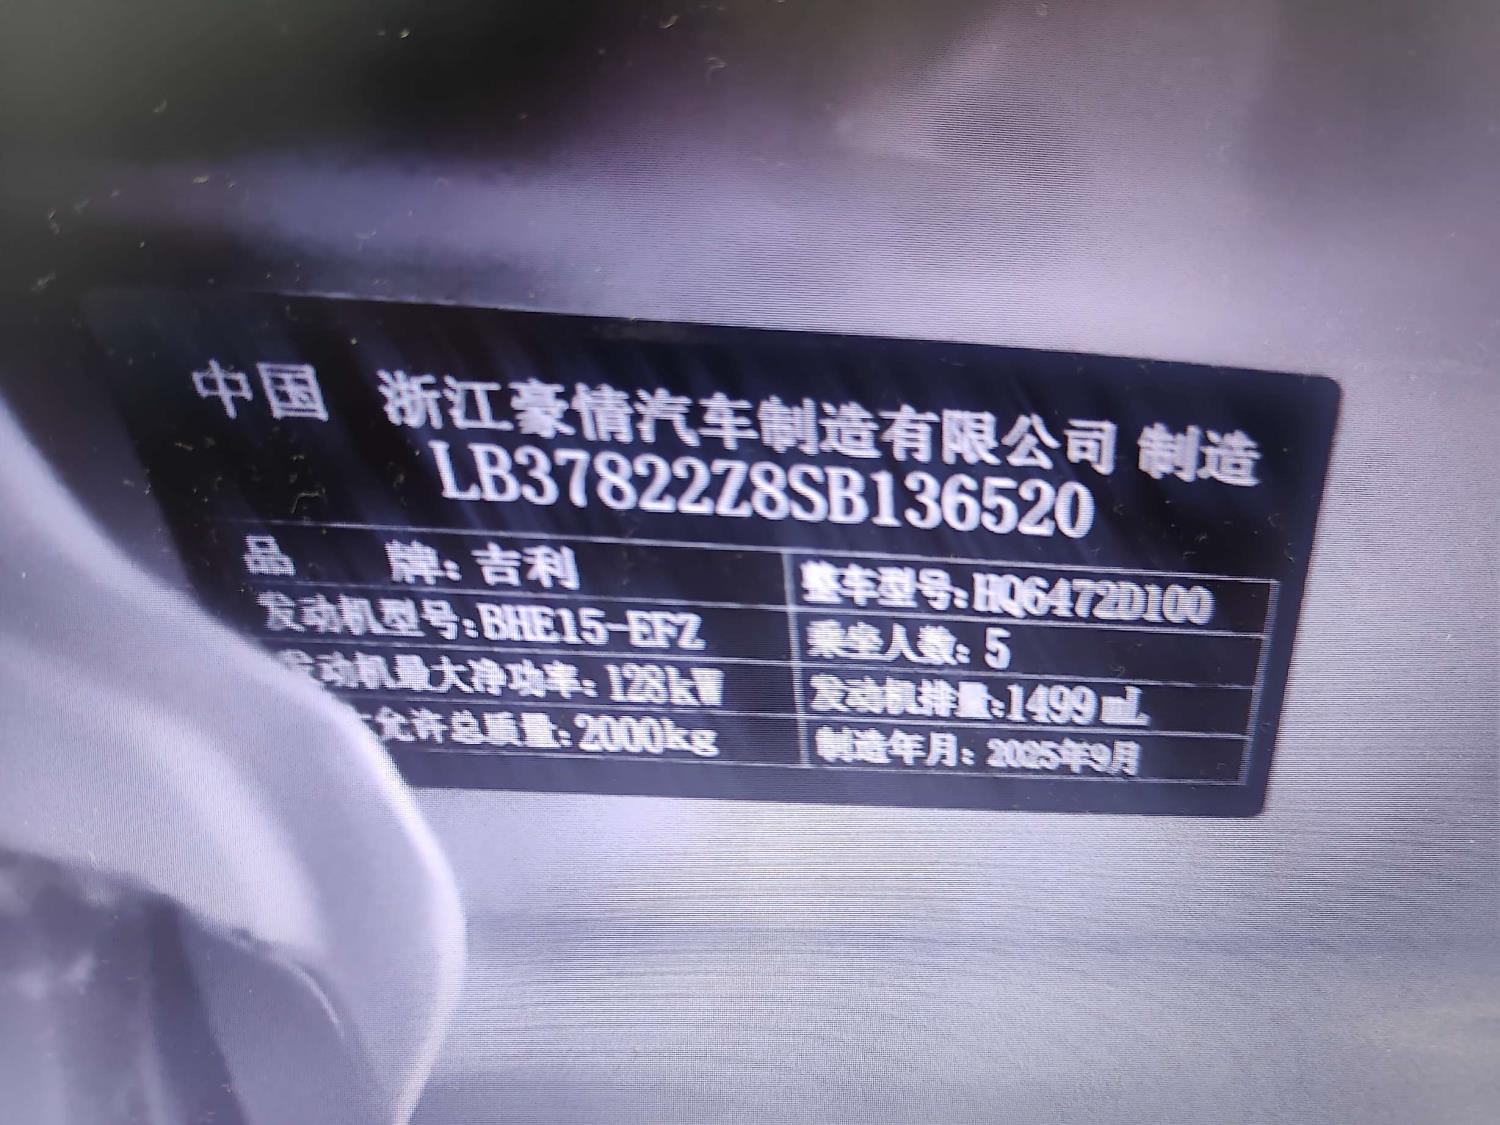 中国 浙江豪情汽车制造有限公司 制造
LB37822Z8SB136520
品 牌: 吉利 整车型号: HQ6472D100
发动机型号: BHE15-EFZ 乘坐人数: 5
发动机最大净功率: 128kW 发动机排量: 1499 mL
允许总质量: 2000kg 制造年月: 2025年9月